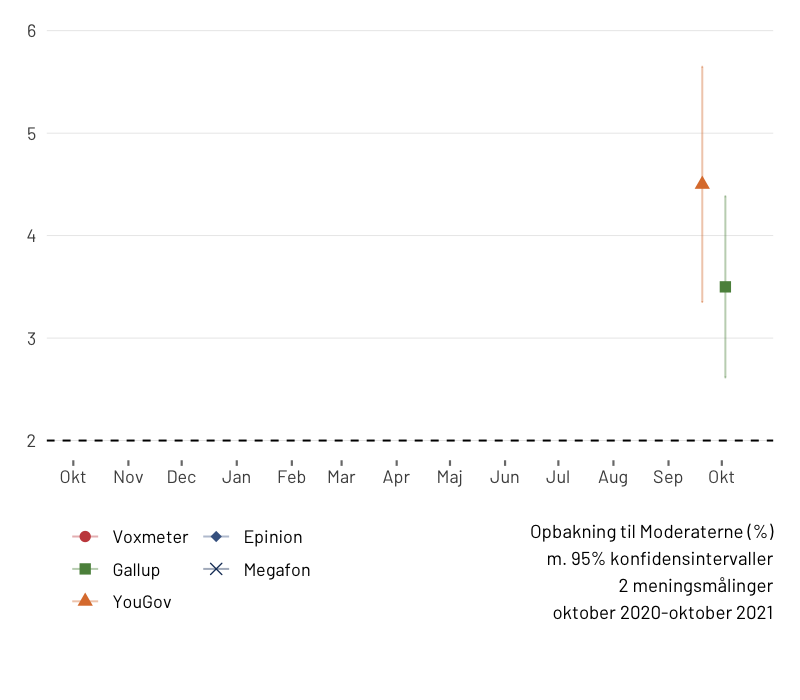 6
5
4
3
2
Okt Nov Dec Jan Feb Mar Apr Maj Jun Jul Aug Sep Okt
Voxmeter Epinion
Gallup Megafon
YouGov
Opbakning til Moderaterne (%)
m. 95% konfidensintervaller
2 meningsmålinger
oktober 2020-oktober 2021